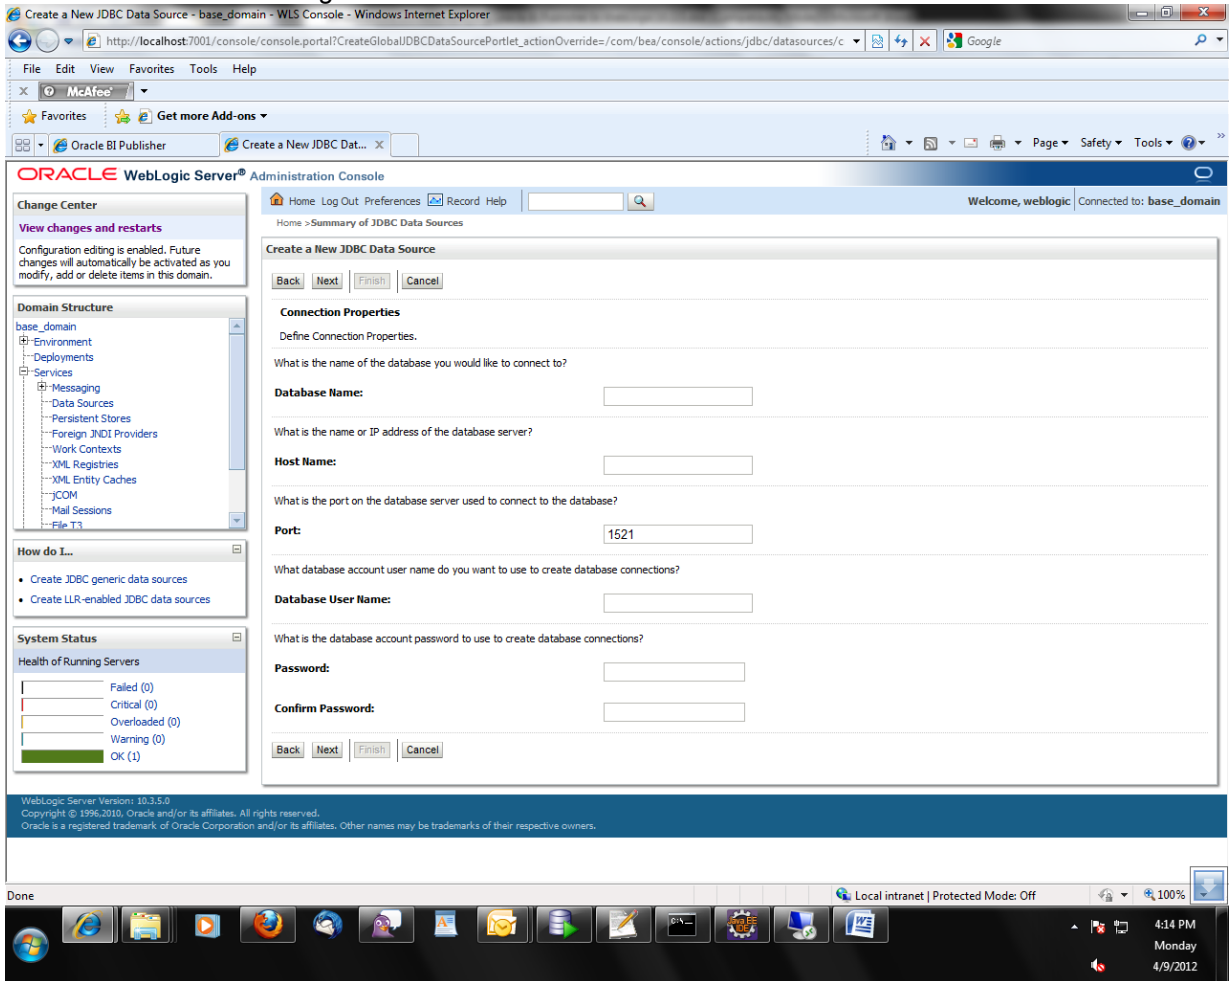 Create a New JDBC Data Source - base_domain - WLS Console - Windows Internet Explorer
http://localhost:7001/console/console.portal?CreateGlobalJDBCDataSourcePortlet_actionOverride=/com/bea/console/actions/jdbc/datasources/c
Google
File Edit View Favorites Tools Help
x McAfee
Favorites Get more Add-ons
Oracle BI Publisher Create a New JDBC Dat... X Page Safety Tools
ORACLE WebLogic Server® Administration Console
Change Center
View changes and restarts
Configuration editing is enabled. Future
changes will automatically be activated as you
modify, add or delete items in this domain.
Domain Structure
base_domain
Environment
Deployments
Services
Messaging
Data Sources
Persistent Stores
Foreign JNDI Providers
Work Contexts
XML Registries
XML Entity Caches
jCOM
Mail Sessions
File T3
How do I...
Create JDBC generic data sources
Create LLR-enabled JDBC data sources
System Status
Health of Running Servers
Failed (0)
Critical (0)
Overloaded (0)
Warning (0)
OK (1)
Home Log Out Preferences Record Help
Welcome, weblogic Connected to: base_domain
Home >Summary of JDBC Data Sources
Create a New JDBC Data Source
Back Next Finish Cancel
Connection Properties
Define Connection Properties.
What is the name of the database you would like to connect to?
Database Name:
What is the name or IP address of the database server?
Host Name:
What is the port on the database server used to connect to the database?
Port: 1521
What database account user name do you want to use to create database connections?
Database User Name:
What is the database account password to use to create database connections?
Password:
Confirm Password:
Back Next Finish Cancel
WebLogic Server Version: 10.3.5.0
Copyright © 1996,2010, Oracle and/or its affiliates. All rights reserved.
Oracle is a registered trademark of Oracle Corporation and/or its affiliates. Other names may be trademarks of their respective owners.
Done Local intranet | Protected Mode: Off 100%
Java EE
IDE
4:14 PM
Monday
4/9/2012